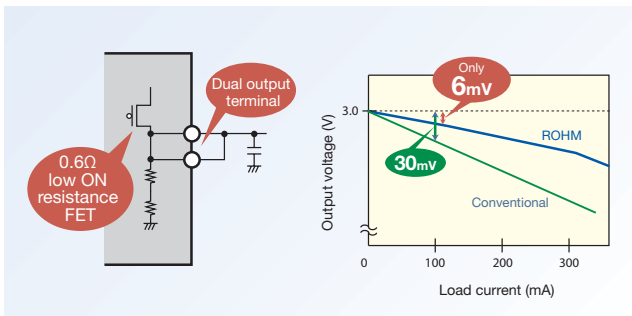 Dual output
terminal
0.6Ω
low ON
resistance
FET
Only
6mV
3.0
ROHM
30mV
Conventional
Output voltage (V)
0
100
200
300
Load current (mA)